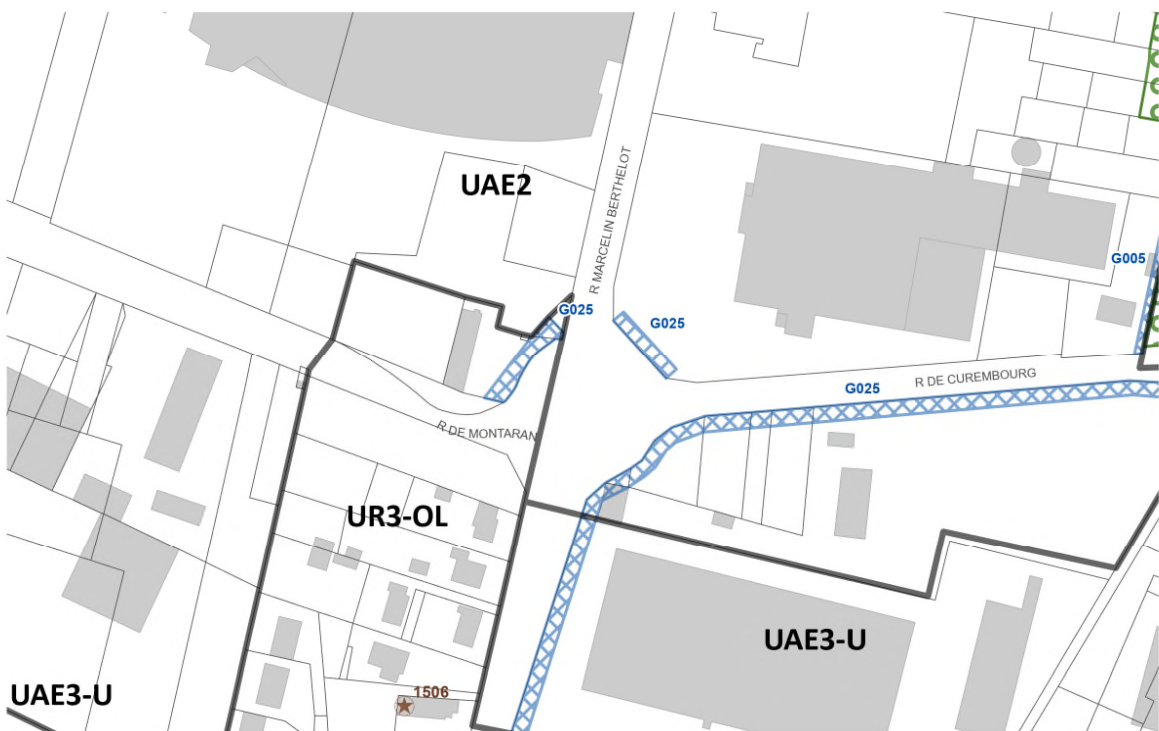 UAE2
R MARCELIN BERTHELOT
G005
G025
G025
R DE CUREMBOURG
G025
R DE MONTARAN
UR3-OL
UAE3-U
UAE3-U
1506